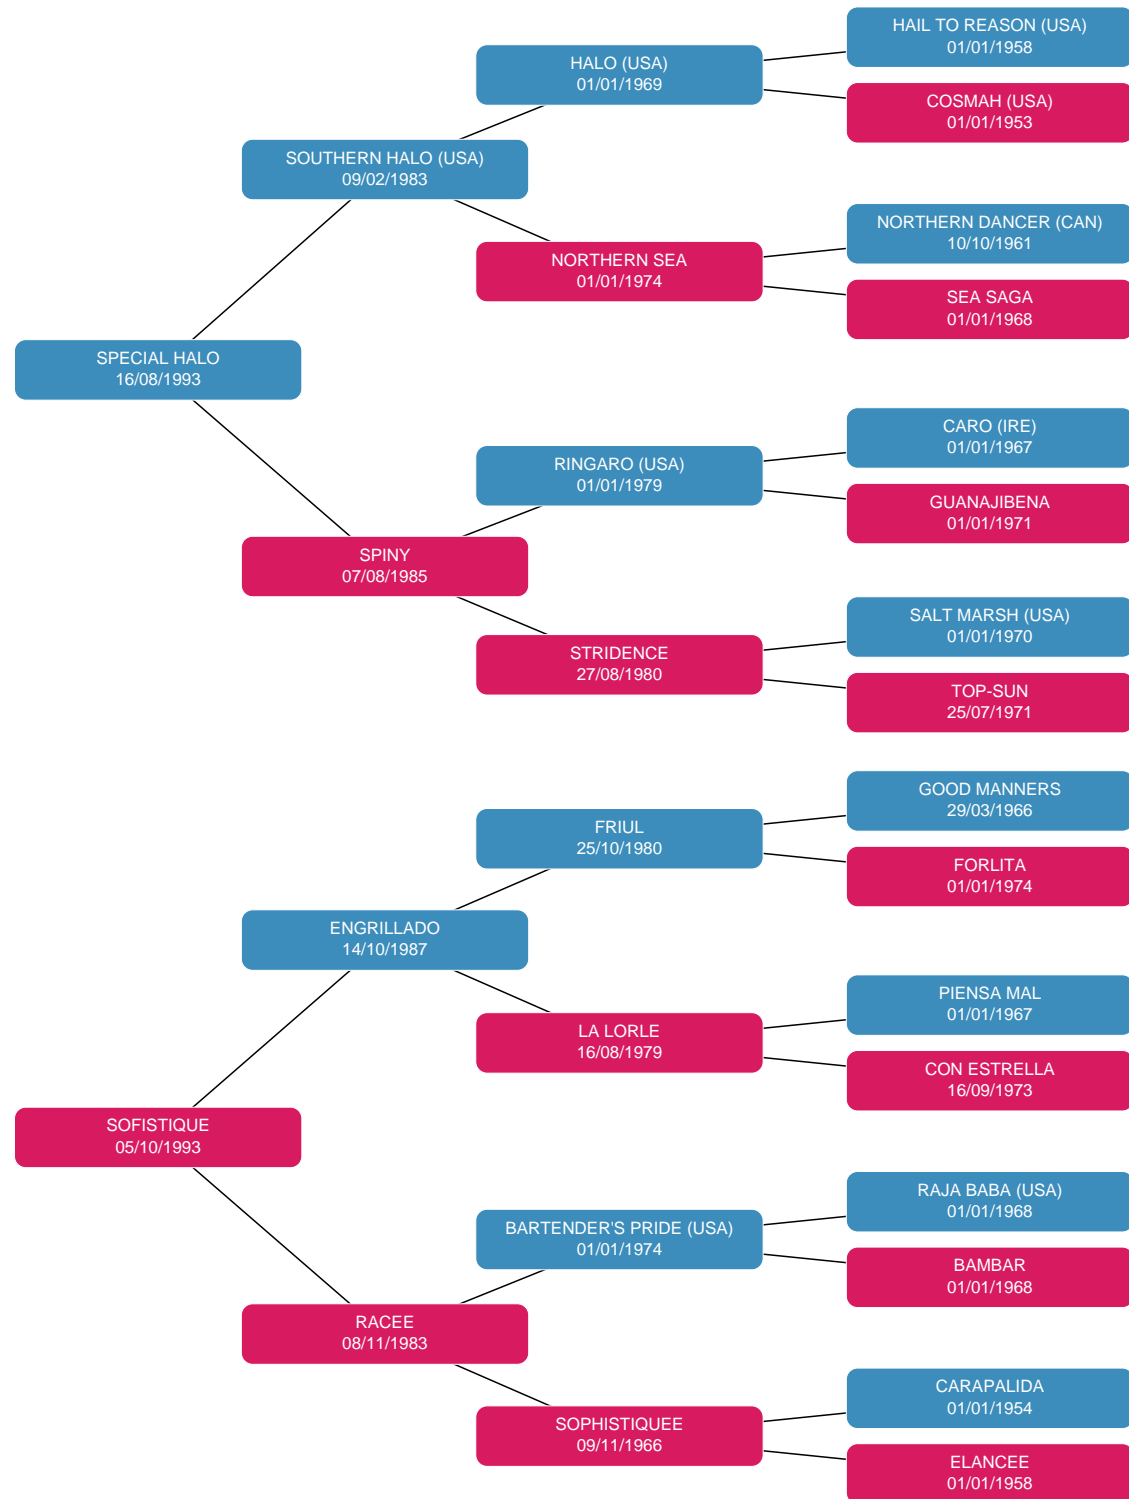 HAIL TO REASON (USA)
01/01/1958
HALO (USA)
01/01/1969
COSMAH (USA)
01/01/1953
SOUTHERN HALO (USA)
09/02/1983
NORTHERN DANCER (CAN)
10/10/1961
NORTHERN SEA
01/01/1974
SEA SAGA
01/01/1968
SPECIAL HALO
16/08/1993
CARO (IRE)
01/01/1967
RINGARO (USA)
01/01/1979
GUANAJIBENA
01/01/1971
SPINY
07/08/1985
SALT MARSH (USA)
01/01/1970
STRIDENCE
27/08/1980
TOP-SUN
25/07/1971
GOOD MANNERS
29/03/1966
FRIUL
25/10/1980
FORLITA
01/01/1974
ENGRILLADO
14/10/1987
PIENSA MAL
01/01/1967
LA LORLE
16/08/1979
CON ESTRELLA
16/09/1973
SOFISTIQUE
05/10/1993
RAJA BABA (USA)
01/01/1968
BARTENDER'S PRIDE (USA)
01/01/1974
BAMBAR
01/01/1968
RACEE
08/11/1983
CARAPALIDA
01/01/1954
SOPHISTIQUEE
09/11/1966
ELANCEE
01/01/1958